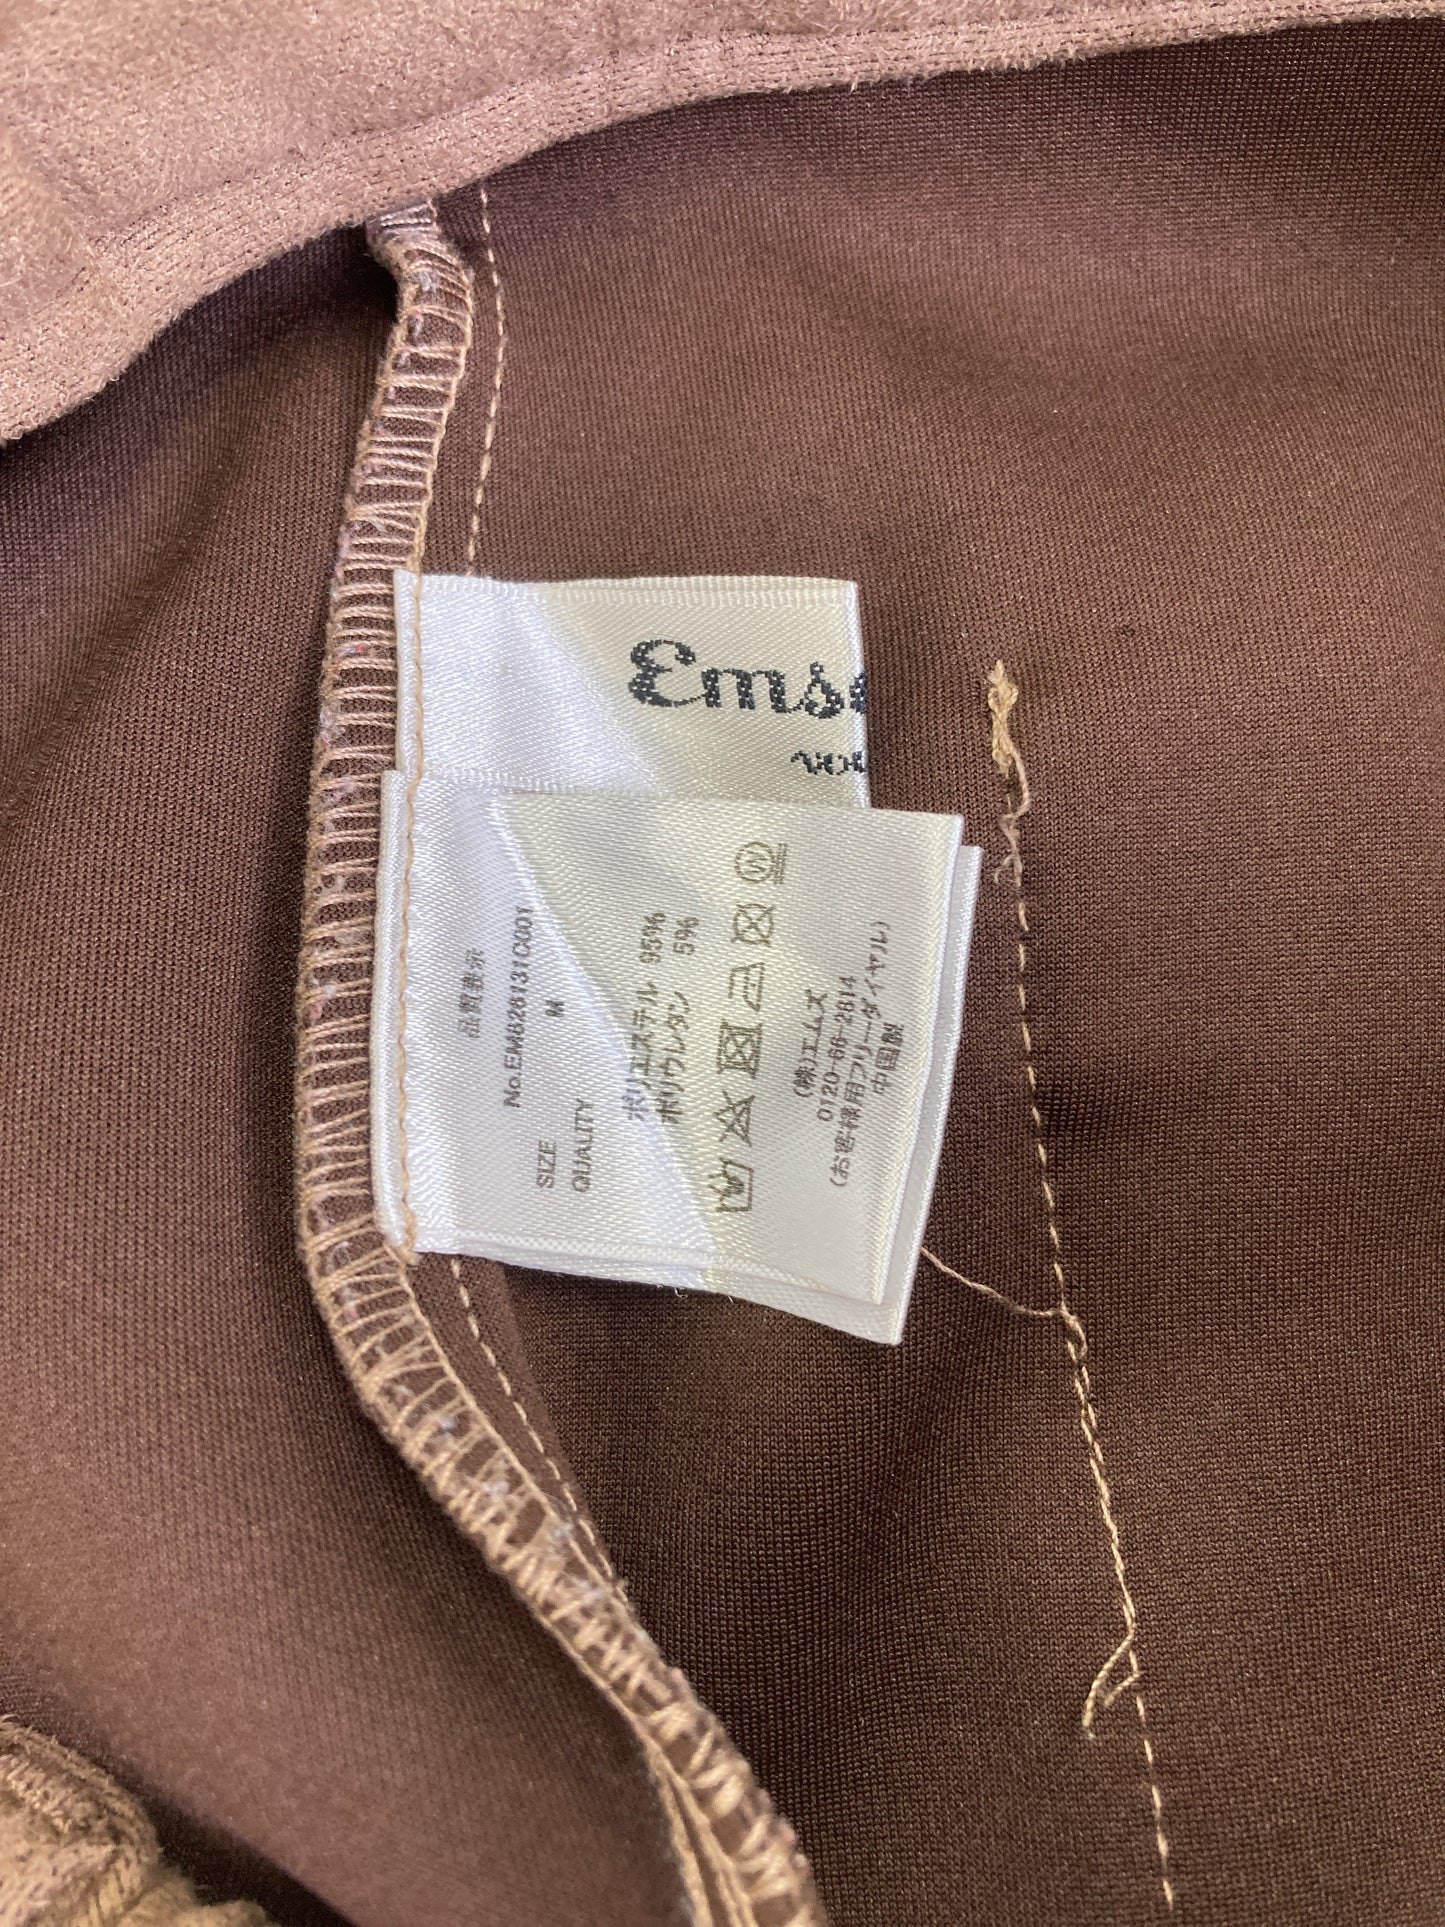 Ems
品質表示
No.EM626131C001
SIZE M
QUALITY
ポリエステル 95%
ポリウレタン 5%
W
(株)エムズ
0120-66-2814
(お客様用フリーダイヤル)
中国製